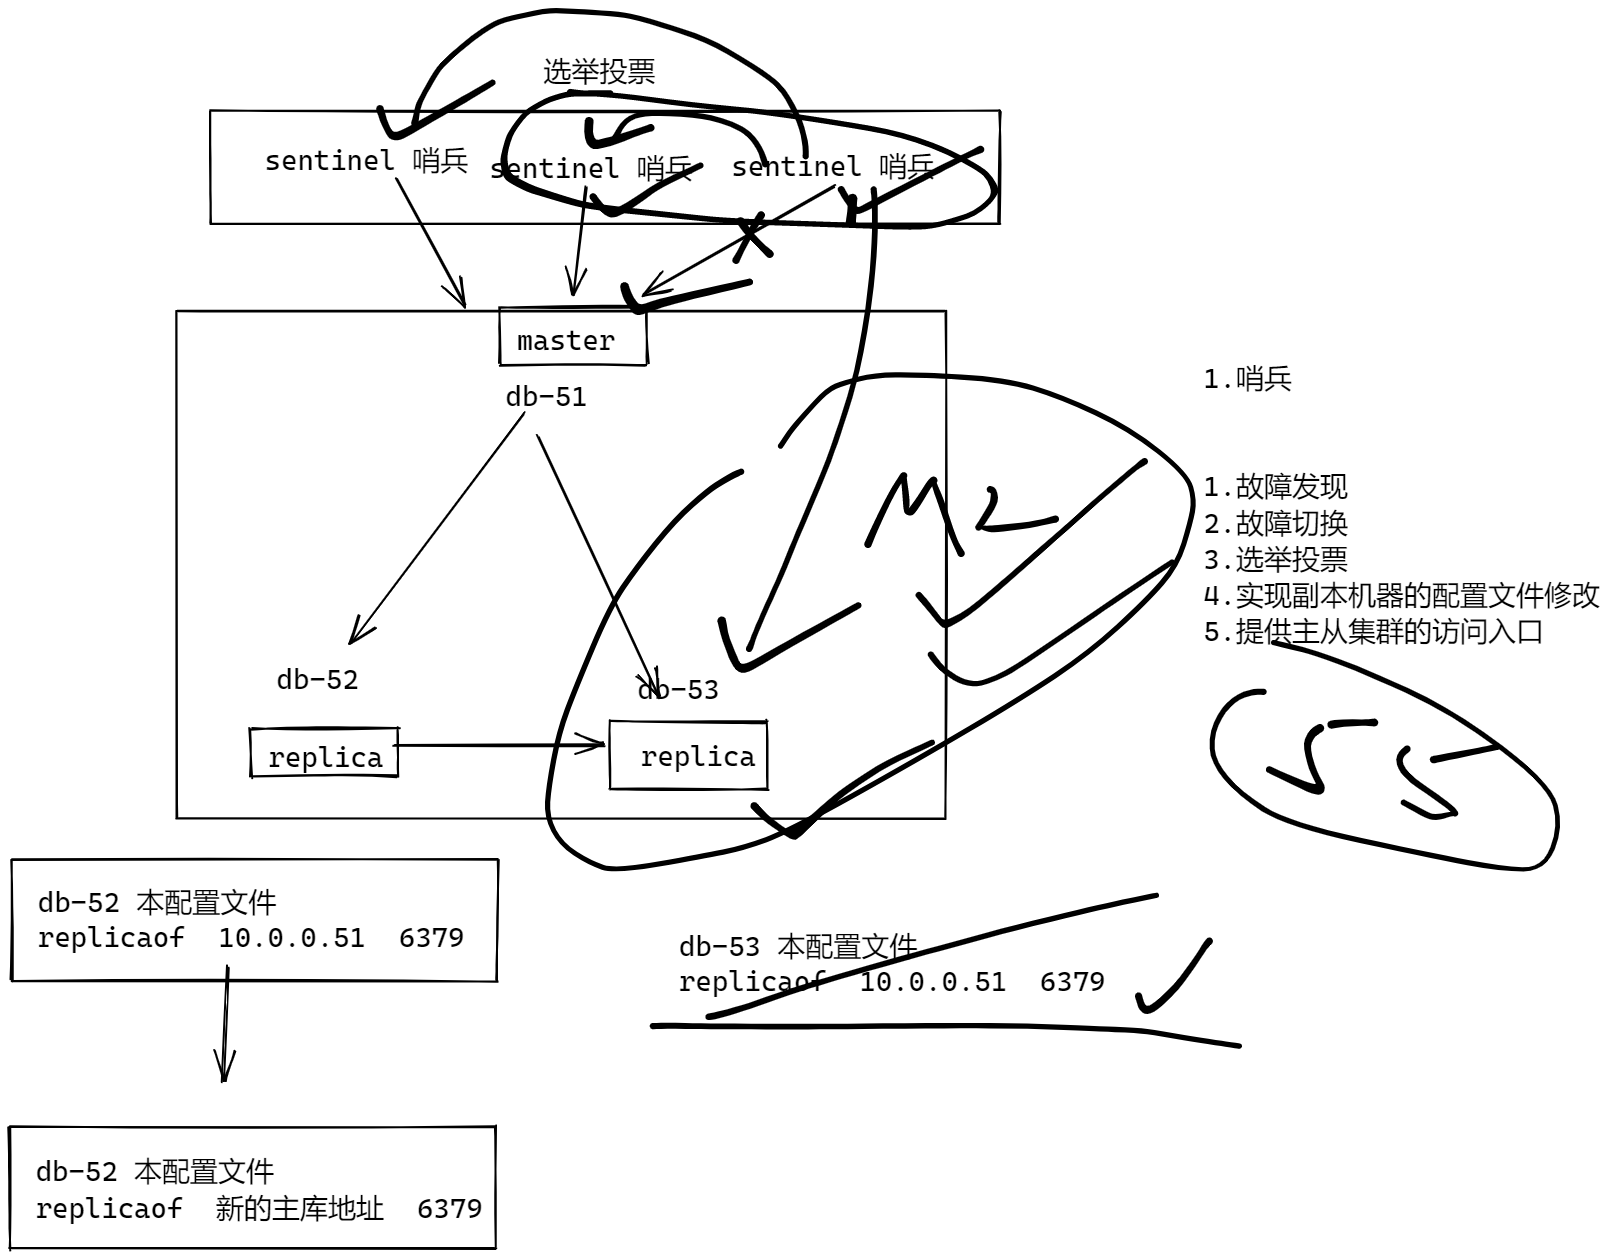 选举投票
sentinel 哨兵
sentinel 哨兵
sentinel 哨兵
master
db-51
M2
db-52
db-53
replica
replica
1.哨兵
1.故障发现
2.故障切换
3.选举投票
4.实现副本机器的配置文件修改
5.提供主从集群的访问入口
db-52 本配置文件
replicaof 10.0.0.51 6379
db-53 本配置文件
replicaof 10.0.0.51 6379
db-52 本配置文件
replicaof 新的主库地址 6379